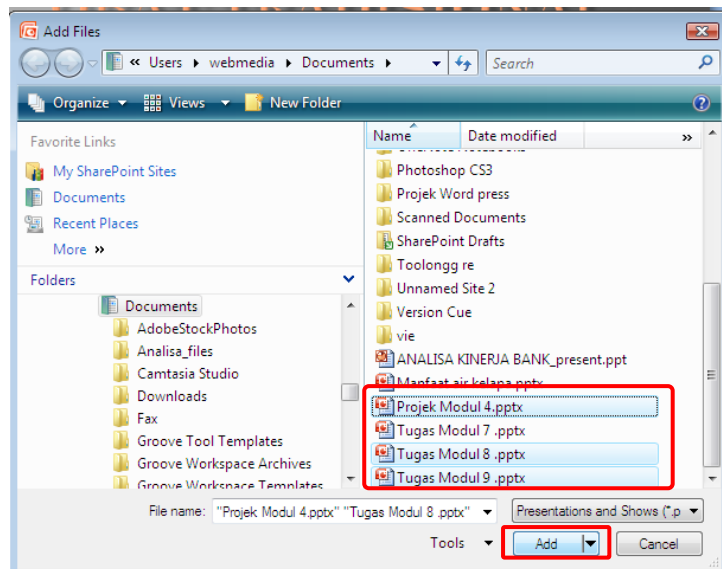 Add Files
« Users webmedia Documents Search
Organize Views New Folder
Favorite Links
My SharePoint Sites
Documents
Recent Places
More »
Folders
Documents
AdobeStockPhotos
Analisa_files
Camtasia Studio
Downloads
Fax
Groove Tool Templates
Groove Workspace Archives
Groove Workspace Templates
Name Date modified »
Photoshop CS3
Projek Word press
Scanned Documents
SharePoint Drafts
Toolongg re
Unnamed Site 2
Version Cue
vie
ANALISA KINERJA BANK_present.ppt
Manfaat air kelapa.pptx
Projek Modul 4.pptx
Tugas Modul 7 .pptx
Tugas Modul 8 .pptx
Tugas Modul 9 .pptx
File name: "Projek Modul 4.pptx" "Tugas Modul 8 .pptx" Presentations and Shows (*.p
Tools Add Cancel